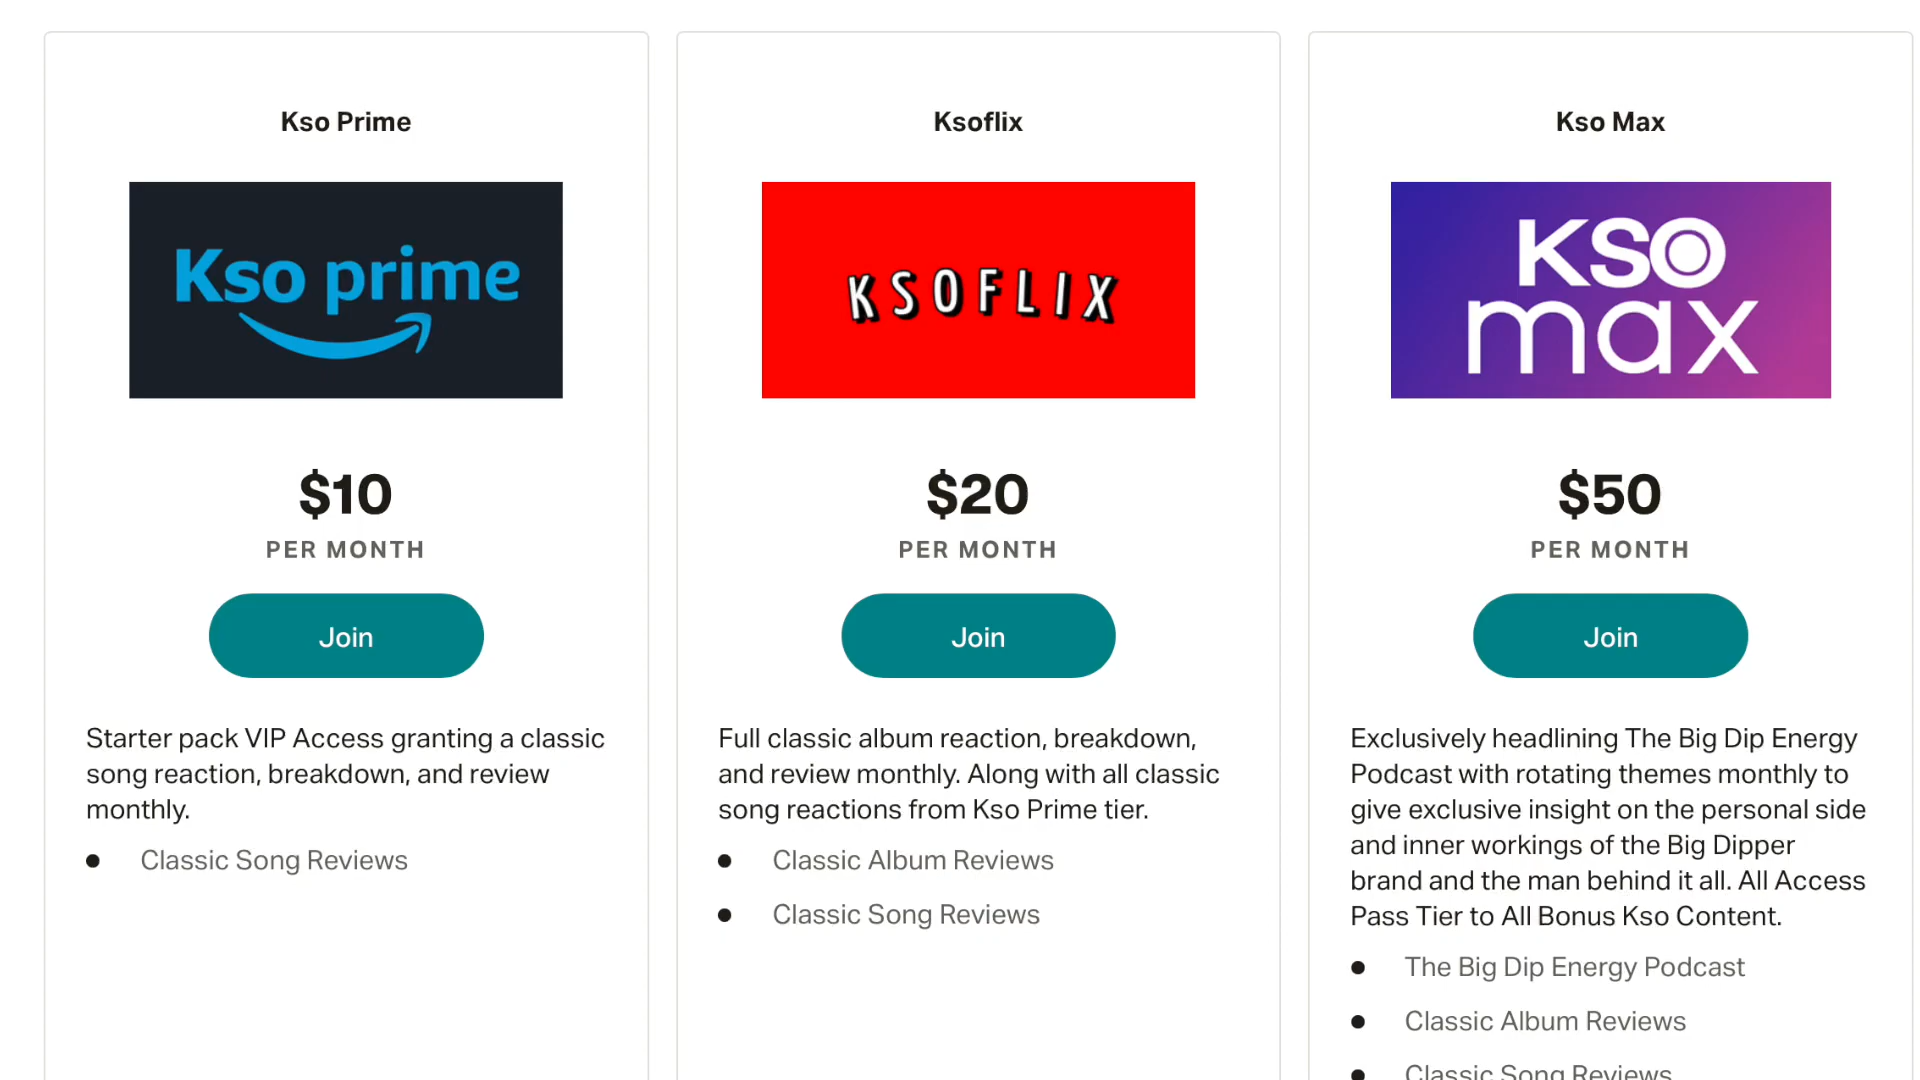 Kso Prime
Kso prime
$10
PER MONTH
Join
Starter pack VIP Access granting a classic
song reaction, breakdown, and review
monthly.
Classic Song Reviews
Ksoflix
KSOFLIX
$20
PER MONTH
Join
Full classic album reaction, breakdown,
and review monthly. Along with all classic
song reactions from Kso Prime tier.
Classic Album Reviews
Classic Song Reviews
Kso Max
KSO
max
$50
PER MONTH
Join
Exclusively headlining The Big Dip Energy
Podcast with rotating themes monthly to
give exclusive insight on the personal side
and inner workings of the Big Dipper
brand and the man behind it all. All Access
Pass Tier to All Bonus Kso Content.
The Big Dip Energy Podcast
Classic Album Reviews
Classic Song Reviews